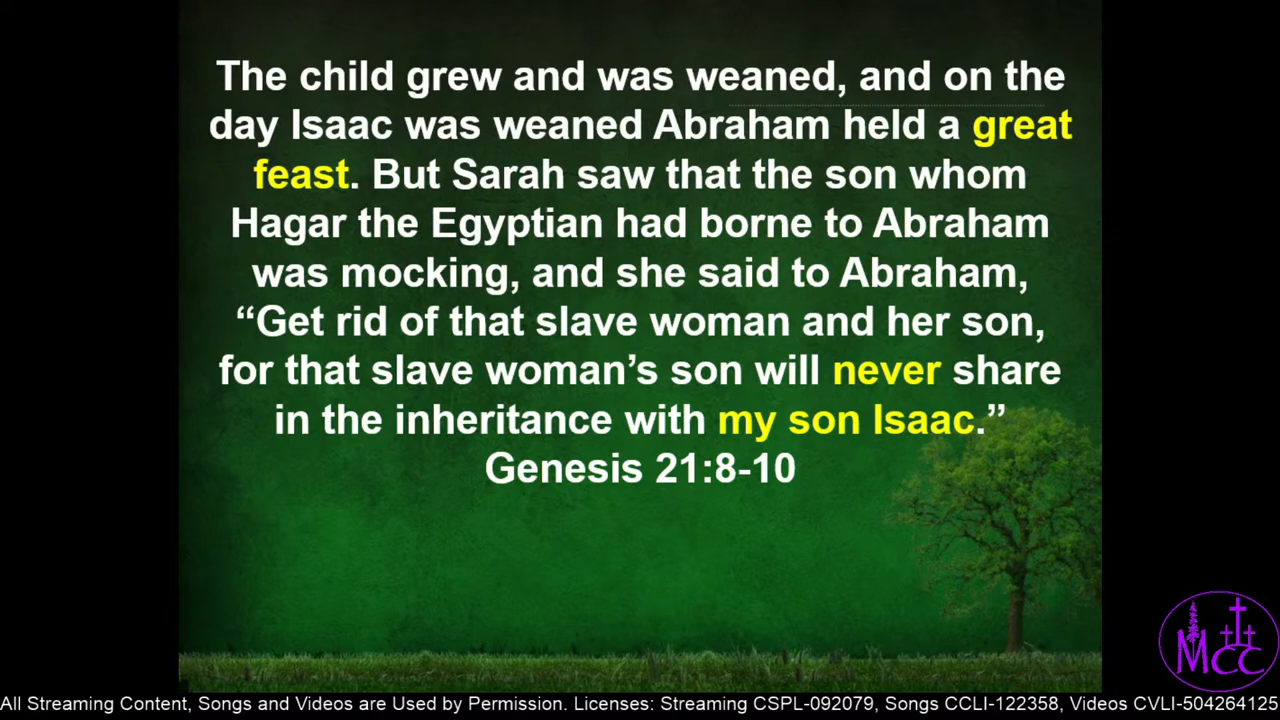 The child grew and was weaned, and on the
day Isaac was weaned Abraham held a great
feast. But Sarah saw that the son whom
Hagar the Egyptian had borne to Abraham
was mocking, and she said to Abraham,
“Get rid of that slave woman and her son,
for that slave woman’s son will never share
in the inheritance with my son Isaac.”
Genesis 21:8-10
MCC
All Streaming Content, Songs and Videos are Used by Permission. Licenses: Streaming CSPL-092079, Songs CCLI-122358, Videos CVLI-504264125